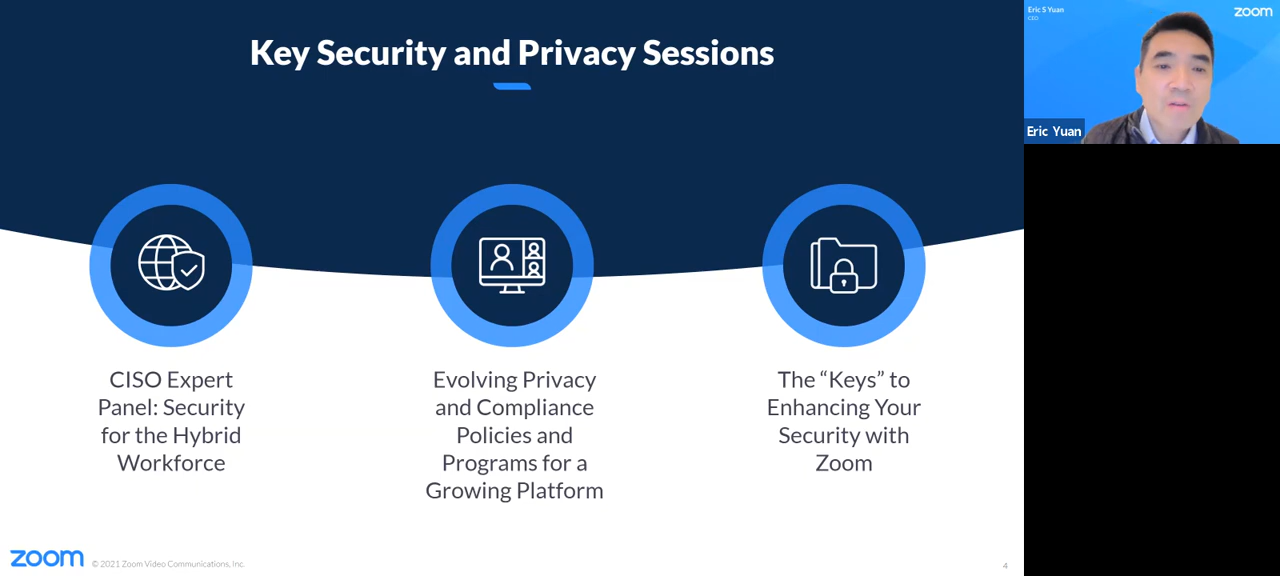 Key Security and Privacy Sessions
Eric S Yuan
CEO
zoom
Eric Yuan
CISO Expert
Panel: Security
for the Hybrid
Workforce
Evolving Privacy
and Compliance
Policies and
Programs for a
Growing Platform
The “Keys” to
Enhancing Your
Security with
Zoom
zoom
© 2021 Zoom Video Communications, Inc.
4